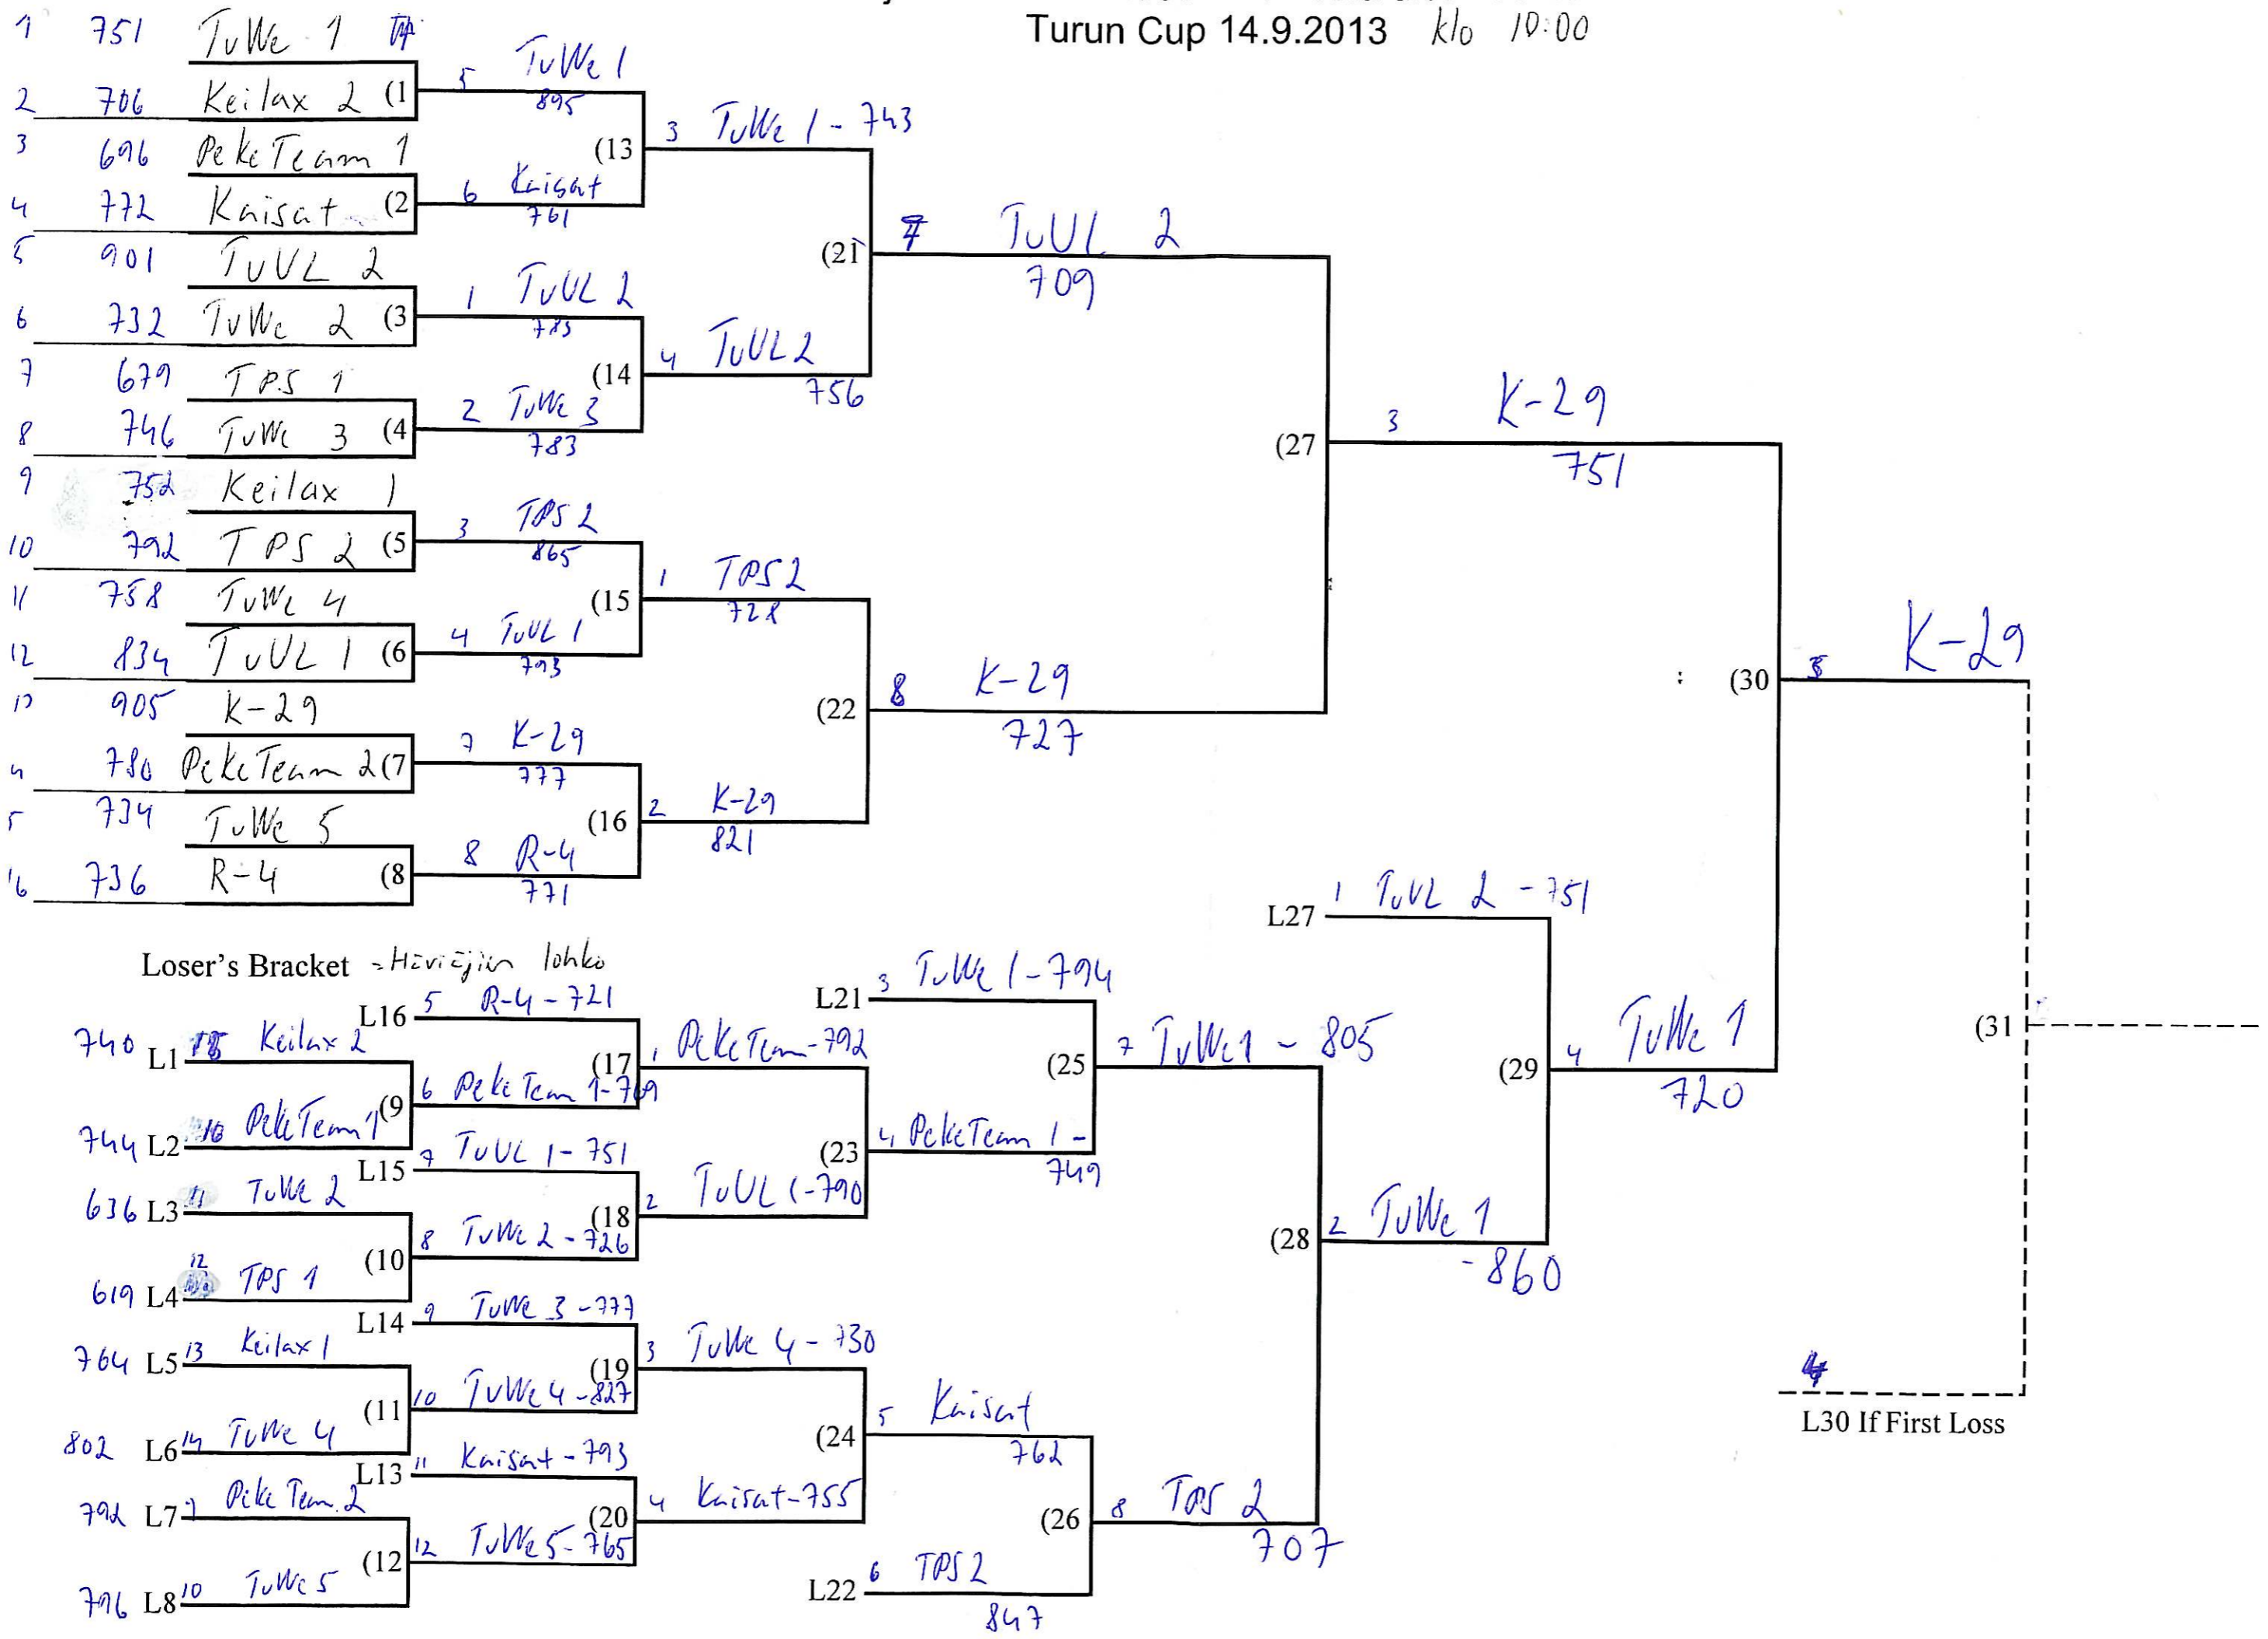 Turun Cup 14.9.2013 klo 10:00
1 751 TuWe 1
2 706 Keilax 2 (1
3 696 PekeTeam 1
4 772 Kaisat (2
5 901 TuUL 2
6 732 TuWe 2 (3
7 679 TPS 1
8 746 TuWe 3 (4
9 752 Keilax 1
10 792 TPS 2 (5
11 758 TuWe 4
12 834 TuUL 1 (6
905 K-29
780 PekeTeam 2 (7
734 TuWe 5
16 736 R-4 (8
5 TuWe 1
895
6 Kaisat
761
(13
1 TuUL 2
783
2 TuWe 3
783
(14
3 TPS 2
865
4 TuUL 1
793
(15
7 K-29
777
8 R-4
771
(16
3 TuWe 1 - 743
4 TuUL 2
756
(21
1 TPS 2
728
2 K-29
821
(22
7 TuUL 2
709
8 K-29
727
(27
3 K-29
751
(30
K-29
(31
L30 If First Loss
Loser's Bracket - Häviäjien lohko
740 L1 Keilax 2
744 L2 10 PekeTeam 1
(9
636 L3 11 TuWe 2
619 L4 12 TPS 1
(10
764 L5 13 Keilax 1
802 L6 14 TuWe 4
(11
792 L7 Peke Team 2
796 L8 10 TuWe 5
(12
L16 5 R-4 - 721
6 Peke Team 1 - 769
(17
L15 7 TuUL 1 - 751
8 TuWe 2 - 726
(18
L14 9 TuWe 3 - 777
10 TuWe 4 - 827
(19
L13 11 Kaisat - 793
12 TuWe 5 - 765
(20
1 PekeTeam - 792
2 TuUL 1 - 790
(23
3 TuWe 4 - 730
4 Kaisat - 755
(24
L21 3 TuWe 1 - 794
4 PekeTeam 1 -
749
(25
5 Kaisat
762
L22 6 TPS 2
847
(26
7 TuWe 1 - 805
8 TPS 2
707
(28
L27 1 TuUL 2 - 751
2 TuWe 1
- 860
(29
4 TuWe 1
720